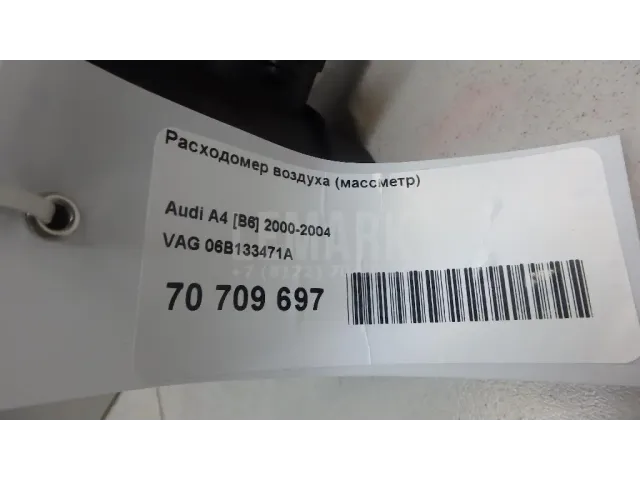 Расходомер воздуха (массметр)
Audi A4 [B6] 2000-2004
VAG 06B133471A
70 709 697